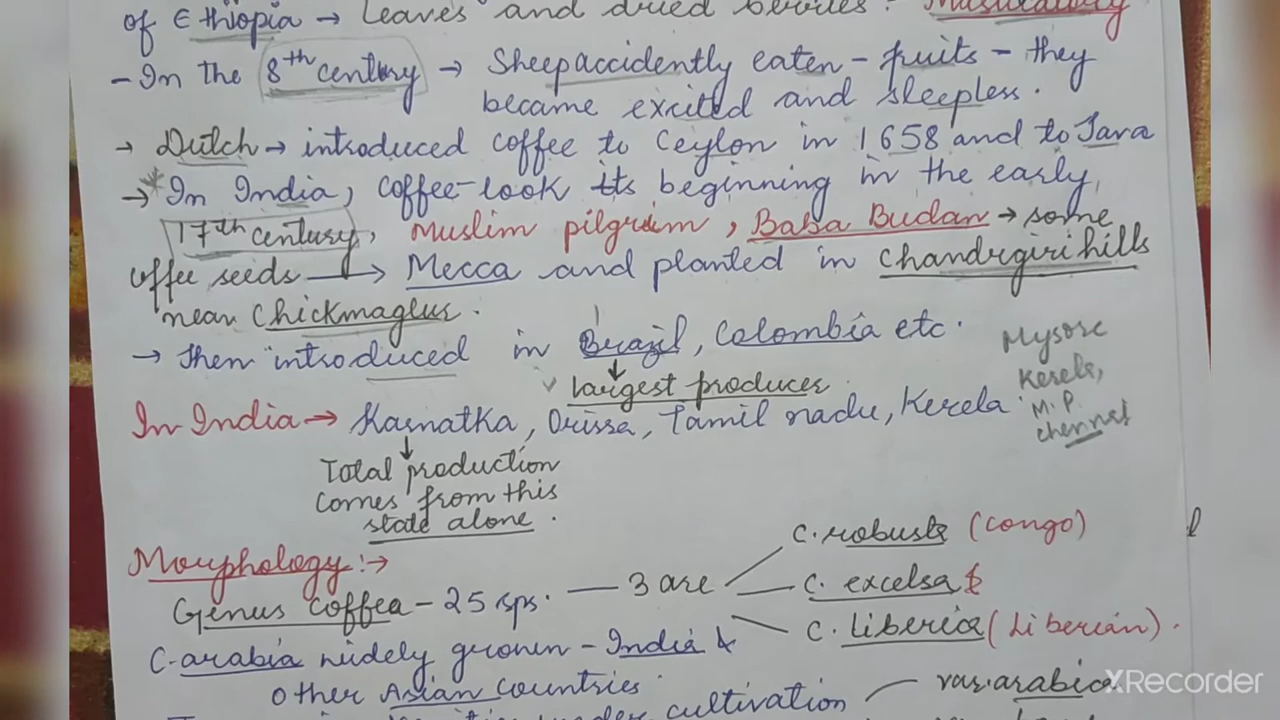 of Ethiopia → Leaves and dried berries. Masticatory
- In the 8th century → Sheep accidently eaten - fruits - they
became excited and sleepless.
→ Dutch → introduced coffee to Ceylon in 1658 and to Java
→ * In India, coffee-took its beginning in the early
17th century, Muslim pilgrim, Baba Budan → some
coffee seeds → Mecca and planted in Chandrgiri hills
near Chickmaglur.
→ Then introduced in Brazil, Colombia etc.
↓
largest producer
Mysore
Kerela,
M.P.
chennai
In India → Karnatka, Orissa, Tamil nadu, Kerela
↓
Total production
Comes from this
state alone.
Morphology :→
Genus coffea - 25 sps. — 3 are
C. robusta (congo)
C. excelsa
C. liberica (Liberian).
C. arabia widely grown - India &
Other Asian Countries.
cultivation
var. arabica
XRecorder